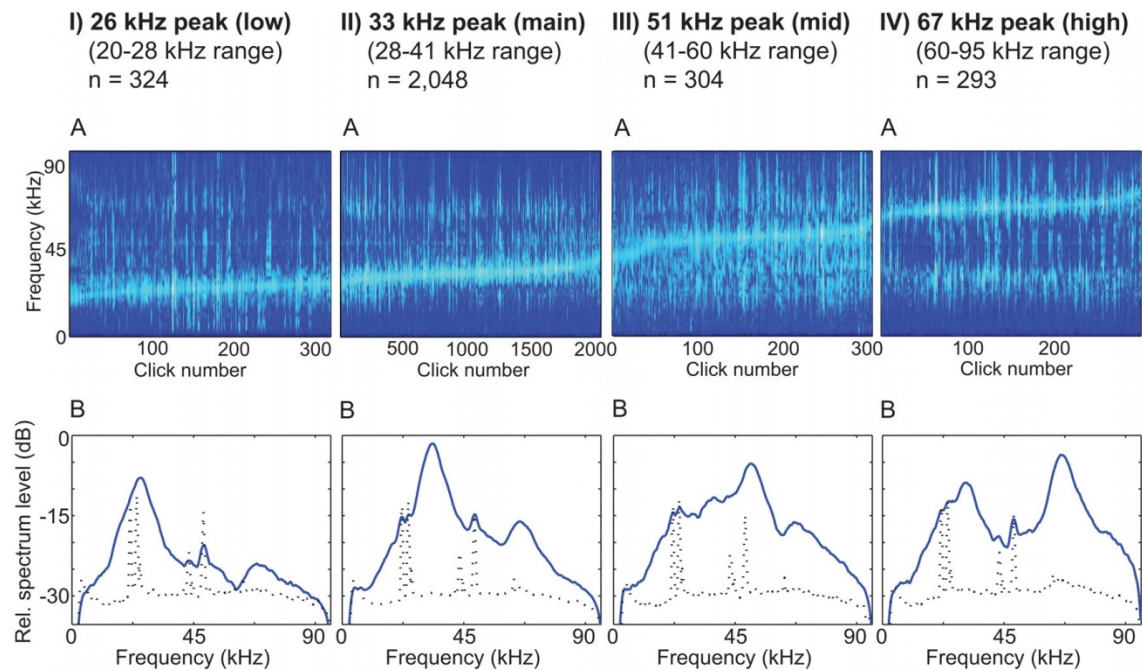 I) 26 kHz peak (low)
(20-28 kHz range)
n = 324
II) 33 kHz peak (main)
(28-41 kHz range)
n = 2,048
III) 51 kHz peak (mid)
(41-60 kHz range)
n = 304
IV) 67 kHz peak (high)
(60-95 kHz range)
n = 293
A
A
A
A
Frequency (kHz)
90
45
0
100 200 300
Click number
500 1000 1500 2000
Click number
100 200 300
Click number
100 200
Click number
B
B
B
B
Rel. spectrum level (dB)
0
-15
-30
0 45 90
Frequency (kHz)
0 45 90
Frequency (kHz)
0 45 90
Frequency (kHz)
0 45 90
Frequency (kHz)